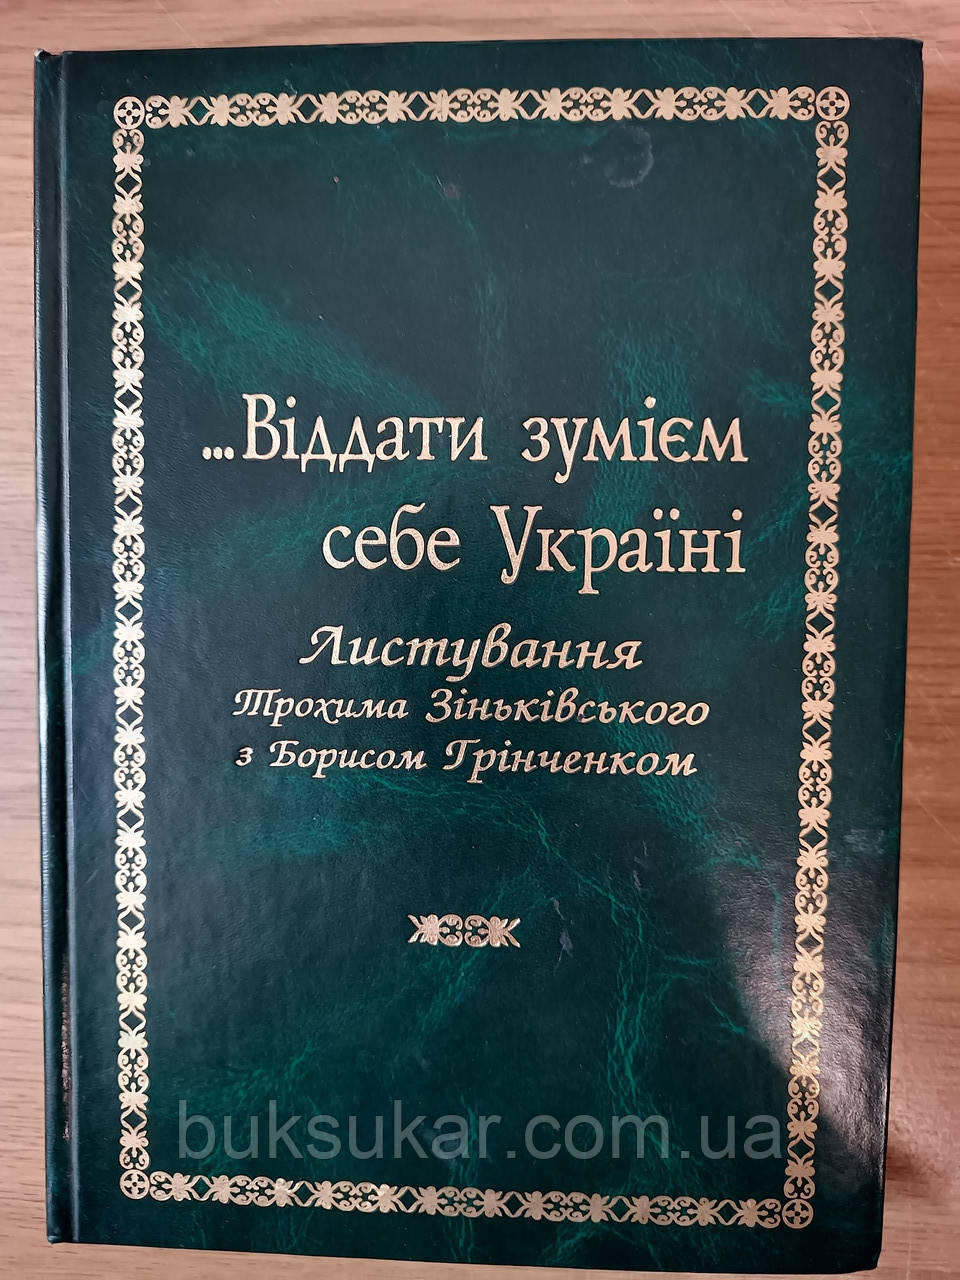 ...Віддати зумієм
себе Україні
Листування
Трохима Зіньківського
з Борисом Грінченком
buksukar.com.ua